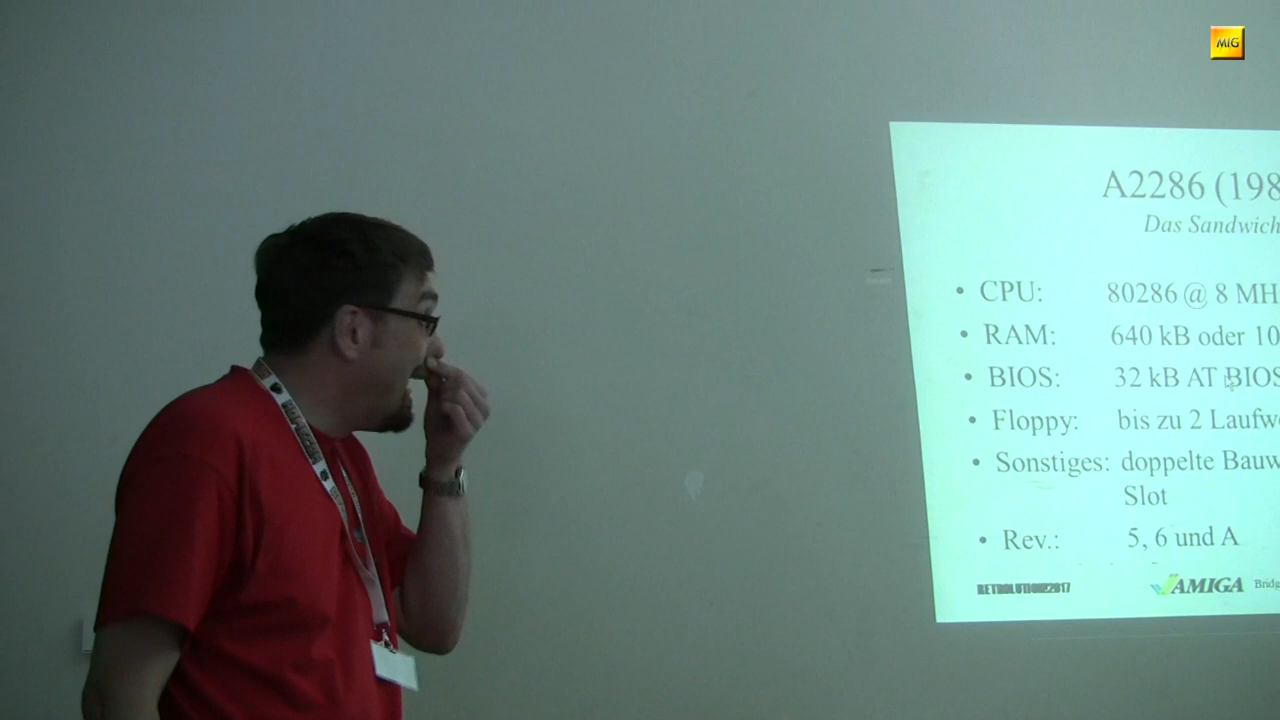 MIG
A2286 (198
Das Sandwich
• CPU: 80286 @ 8 MH
• RAM: 640 kB oder 10
• BIOS: 32 kB AT BIOS
• Floppy: bis zu 2 Laufw
• Sonstiges: doppelte Bauw
Slot
• Rev.: 5, 6 und A
RETROLUTION!2017 AMIGA Bridg